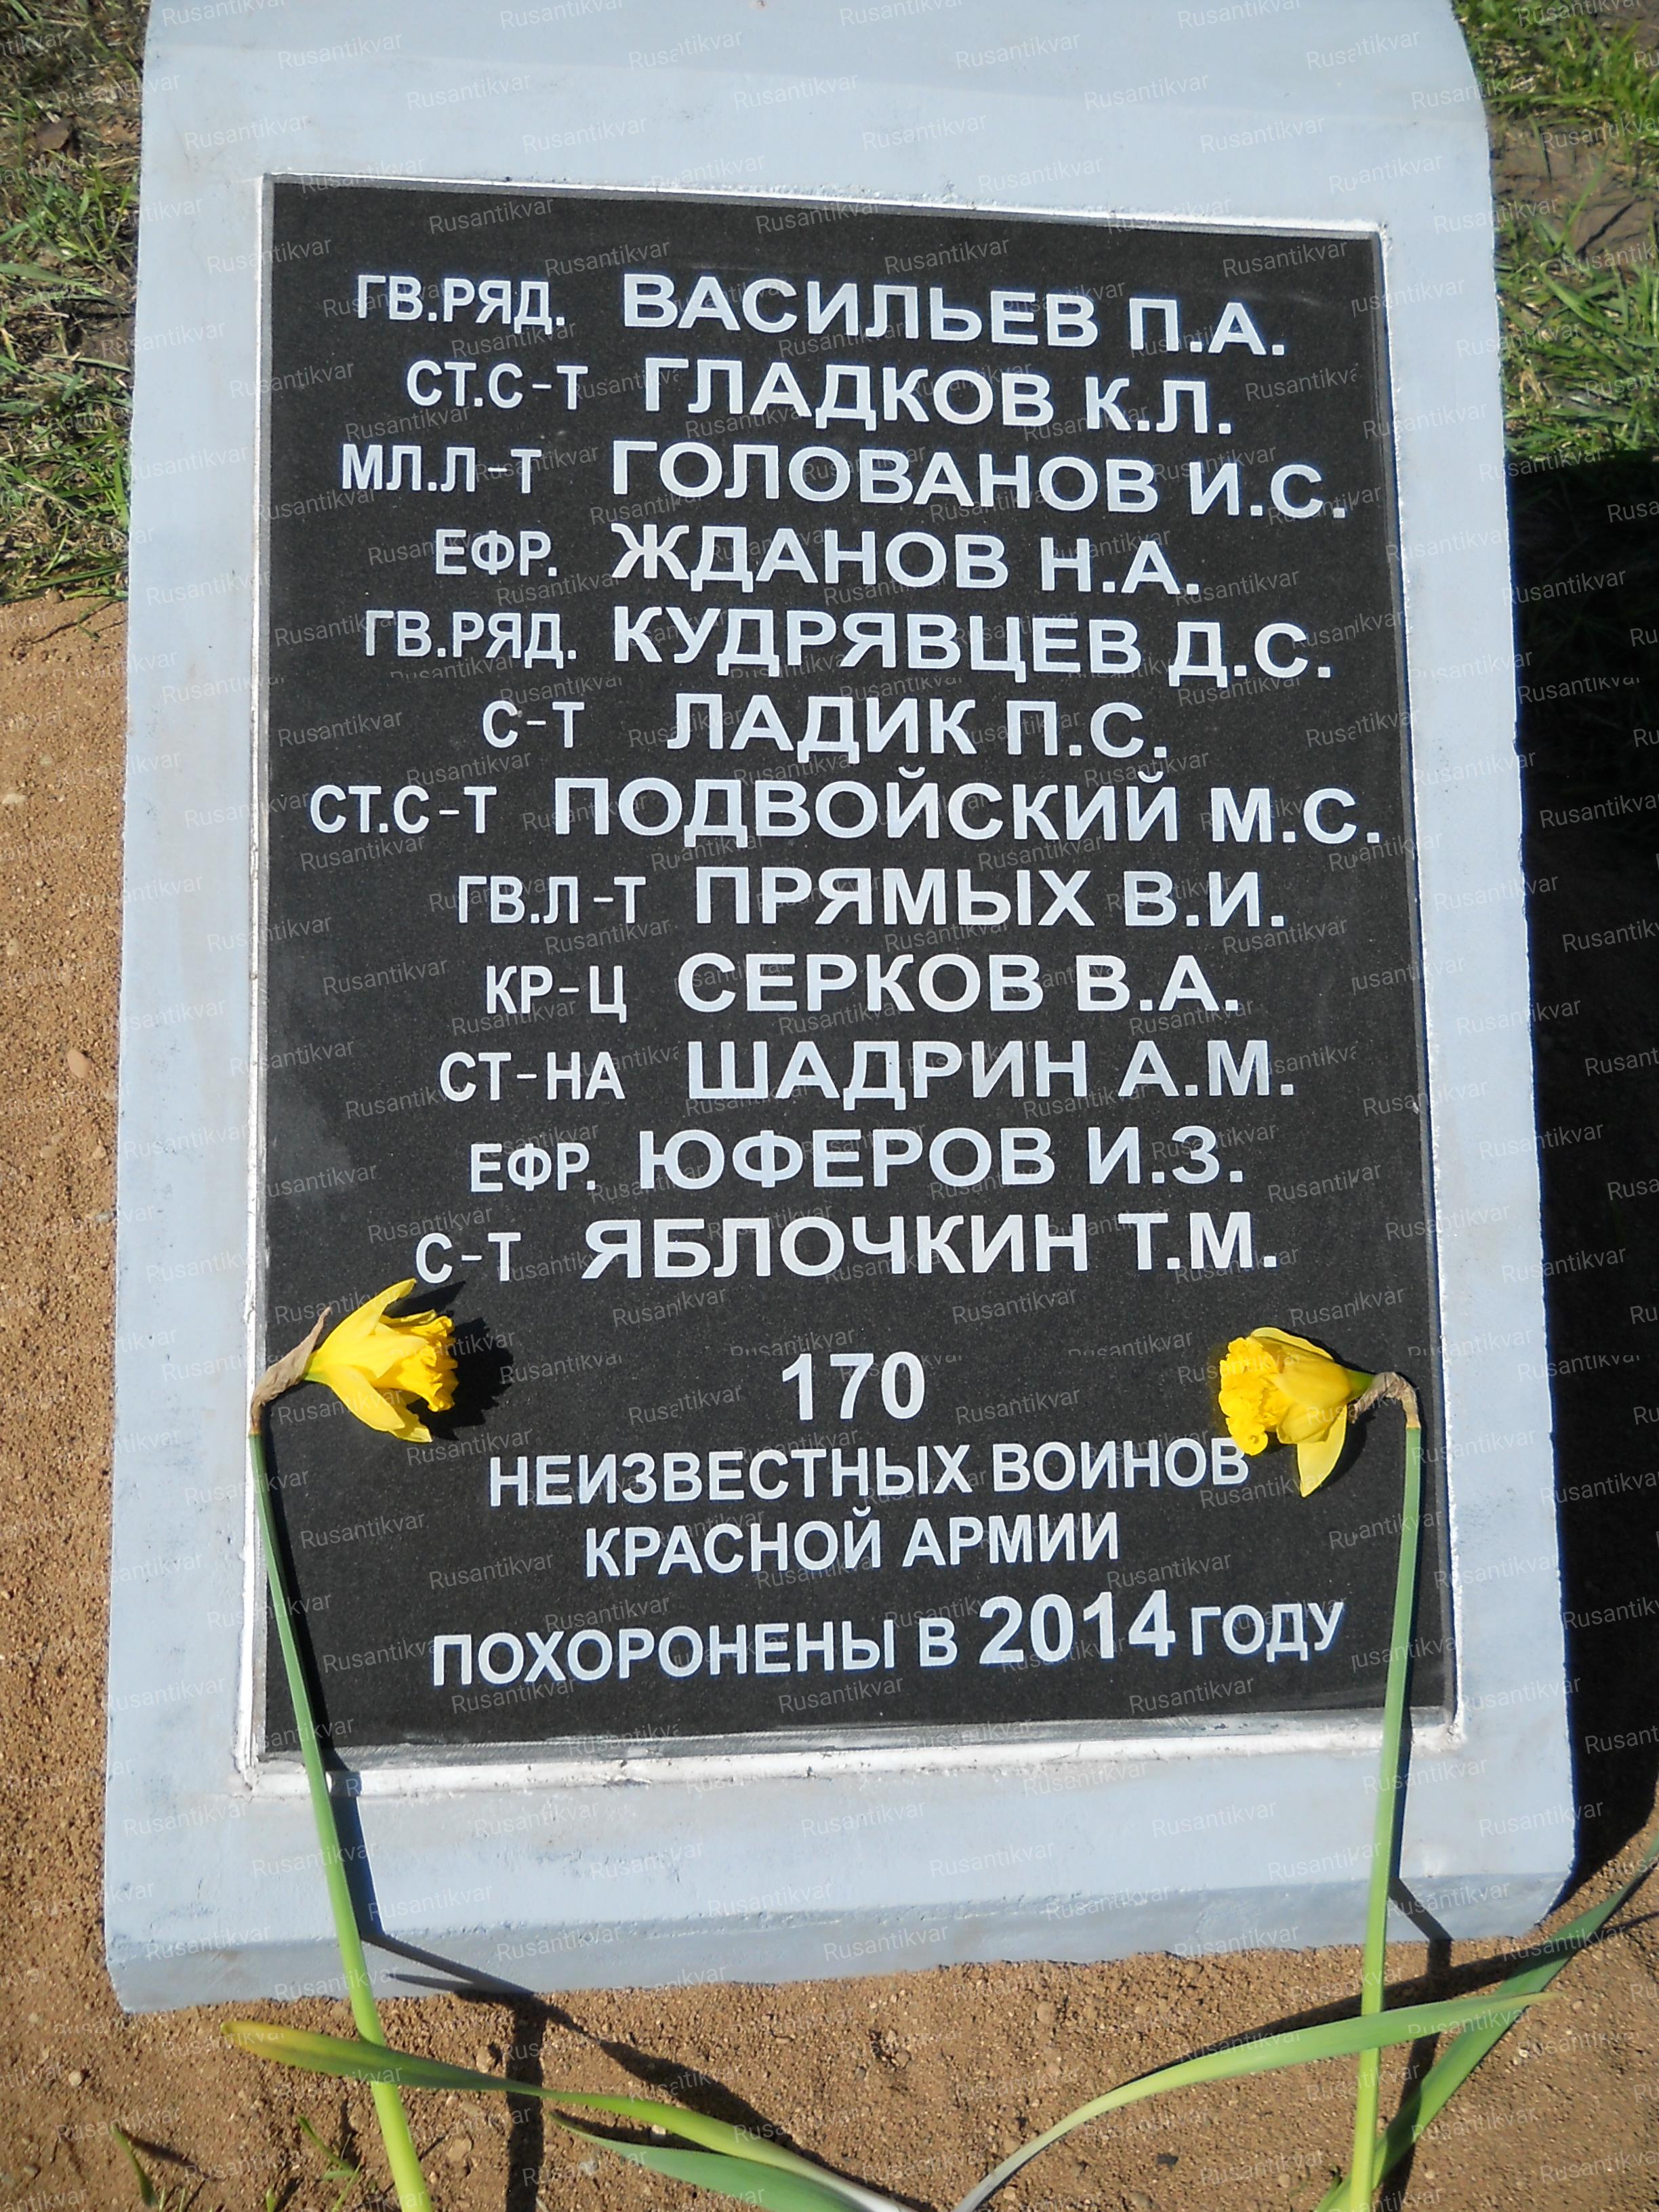 ГВ.РЯД. ВАСИЛЬЕВ П.А.
СТ.С-Т ГЛАДКОВ К.Л.
МЛ.Л-Т ГОЛОВАНОВ И.С.
ЕФР. ЖДАНОВ Н.А.
ГВ.РЯД. КУДРЯВЦЕВ Д.С.
С-Т ЛАДИК П.С.
СТ.С-Т ПОДВОЙСКИЙ М.С.
ГВ.Л-Т ПРЯМЫХ В.И.
КР-Ц СЕРКОВ В.А.
СТ-НА ШАДРИН А.М.
ЕФР. ЮФЕРОВ И.З.
С-Т ЯБЛОЧКИН Т.М.
170
НЕИЗВЕСТНЫХ ВОИНОВ
КРАСНОЙ АРМИИ
ПОХОРОНЕНЫ В 2014 ГОДУ
Rusantikvar